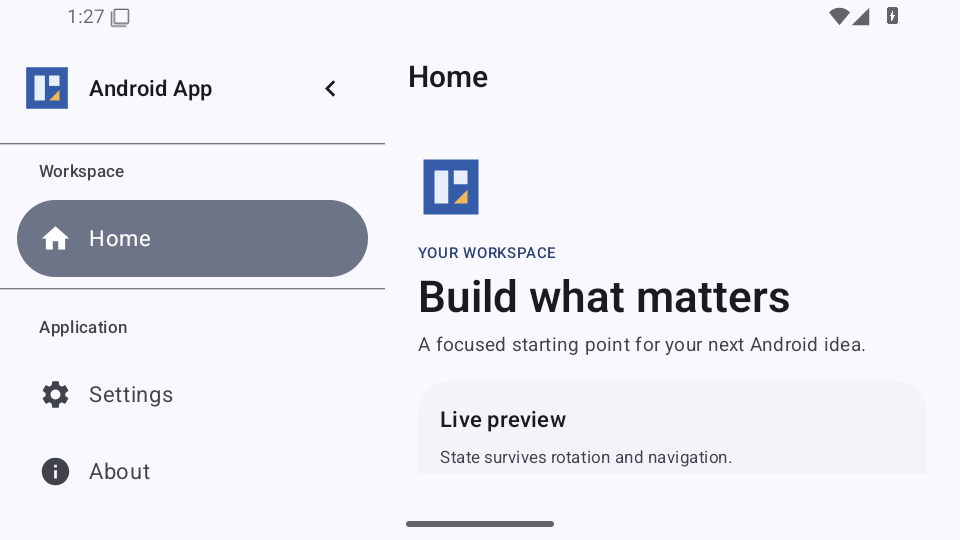 1:27
Android App
Home
Workspace
Home
Application
Settings
About
YOUR WORKSPACE
Build what matters
A focused starting point for your next Android idea.
Live preview
State survives rotation and navigation.